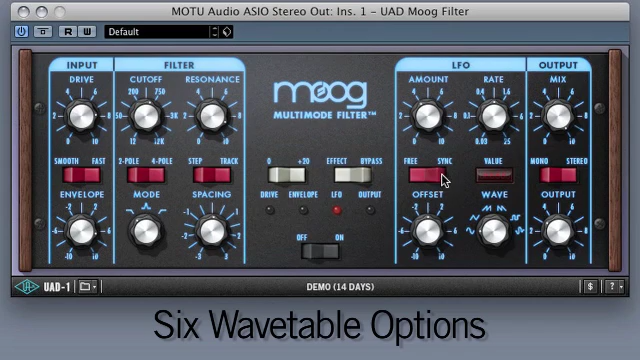 MOTU Audio ASIO Stereo Out: Ins. 1 - UAD Moog Filter
R W Default
INPUT FILTER LFO OUTPUT
DRIVE CUTOFF RESONANCE AMOUNT RATE MIX
moog
MULTIMODE FILTER™
SMOOTH FAST 2-POLE 4-POLE STEP TRACK 0 +20 EFFECT BYPASS FREE SYNC VALUE MONO STEREO
ENVELOPE MODE SPACING DRIVE ENVELOPE LFO OUTPUT OFFSET WAVE OUTPUT
OFF ON
UAD-1 DEMO (14 DAYS) $ ?
Six Wavetable Options